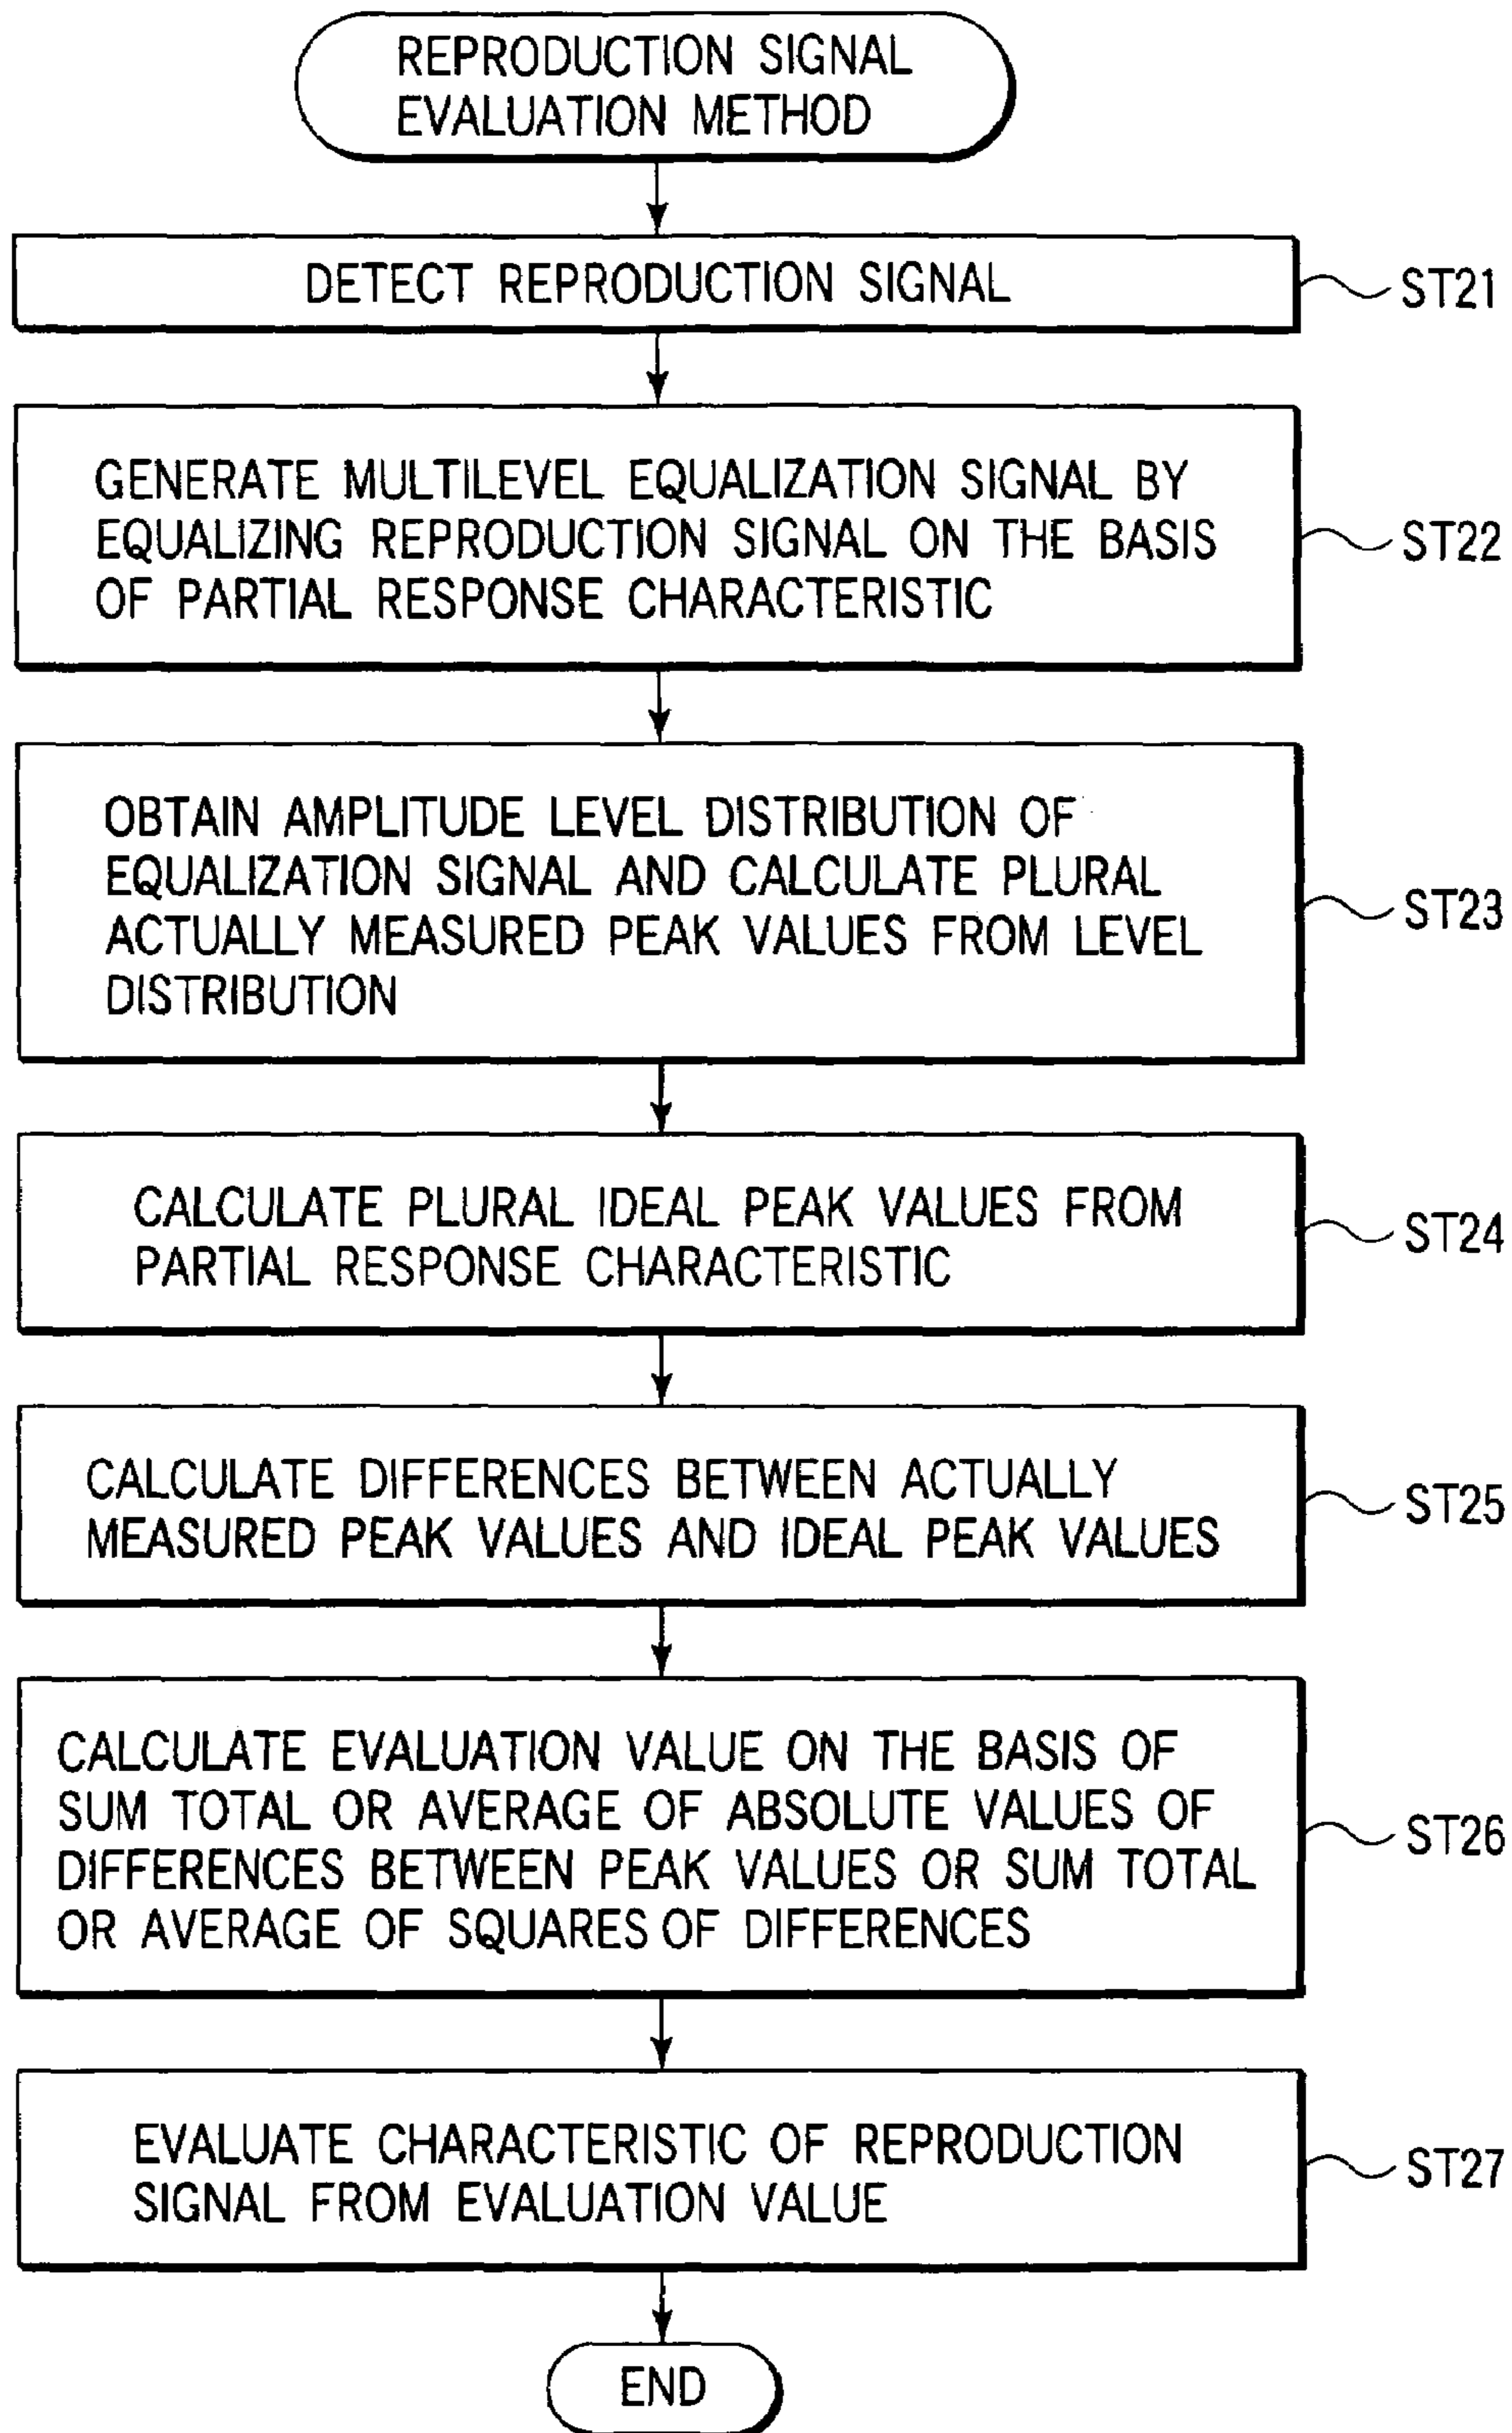 REPRODUCTION SIGNAL
EVALUATION METHOD
DETECT REPRODUCTION SIGNAL
ST21
GENERATE MULTILEVEL EQUALIZATION SIGNAL BY
EQUALIZING REPRODUCTION SIGNAL ON THE BASIS
OF PARTIAL RESPONSE CHARACTERISTIC
ST22
OBTAIN AMPLITUDE LEVEL DISTRIBUTION OF
EQUALIZATION SIGNAL AND CALCULATE PLURAL
ACTUALLY MEASURED PEAK VALUES FROM LEVEL
DISTRIBUTION
ST23
CALCULATE PLURAL IDEAL PEAK VALUES FROM
PARTIAL RESPONSE CHARACTERISTIC
ST24
CALCULATE DIFFERENCES BETWEEN ACTUALLY
MEASURED PEAK VALUES AND IDEAL PEAK VALUES
ST25
CALCULATE EVALUATION VALUE ON THE BASIS OF
SUM TOTAL OR AVERAGE OF ABSOLUTE VALUES OF
DIFFERENCES BETWEEN PEAK VALUES OR SUM TOTAL
OR AVERAGE OF SQUARES OF DIFFERENCES
ST26
EVALUATE CHARACTERISTIC OF REPRODUCTION
SIGNAL FROM EVALUATION VALUE
ST27
END